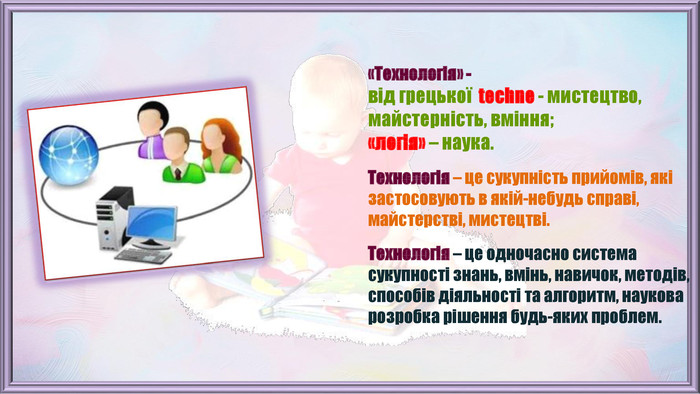 «Технологія» -
від грецької techne - мистецтво,
майстерність, вміння;
«логія» – наука.
Технологія – це сукупність прийомів, які
застосовують в якій-небудь справі,
майстерстві, мистецтві.
Технологія – це одночасно система
сукупності знань, вмінь, навичок, методів,
способів діяльності та алгоритм, наукова
розробка рішення будь-яких проблем.